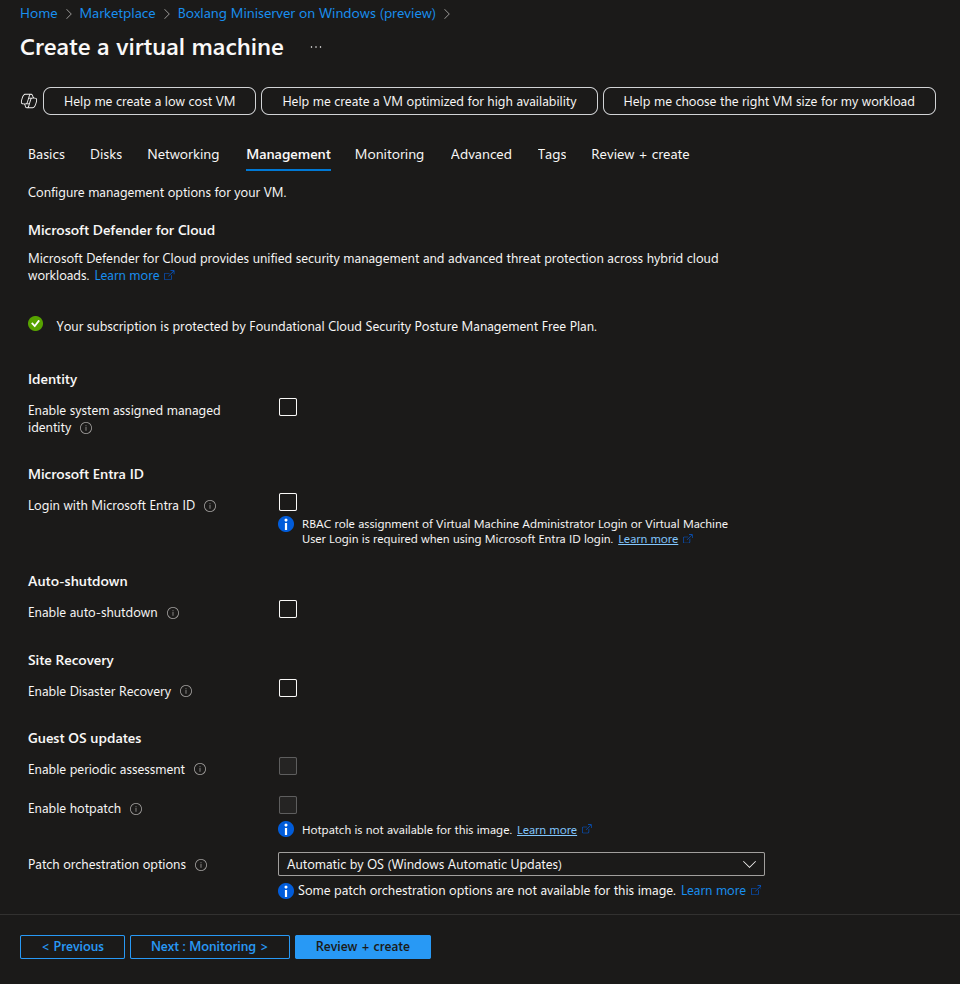 Home > Marketplace > Boxlang Miniserver on Windows (preview) >
Create a virtual machine ...
Help me create a low cost VM
Help me create a VM optimized for high availability
Help me choose the right VM size for my workload
Basics Disks Networking Management Monitoring Advanced Tags Review + create
Configure management options for your VM.
Microsoft Defender for Cloud
Microsoft Defender for Cloud provides unified security management and advanced threat protection across hybrid cloud
workloads. Learn more
Your subscription is protected by Foundational Cloud Security Posture Management Free Plan.
Identity
Enable system assigned managed
identity
Microsoft Entra ID
Login with Microsoft Entra ID
RBAC role assignment of Virtual Machine Administrator Login or Virtual Machine
User Login is required when using Microsoft Entra ID login. Learn more
Auto-shutdown
Enable auto-shutdown
Site Recovery
Enable Disaster Recovery
Guest OS updates
Enable periodic assessment
Enable hotpatch
Hotpatch is not available for this image. Learn more
Patch orchestration options
Automatic by OS (Windows Automatic Updates)
Some patch orchestration options are not available for this image. Learn more
< Previous
Next : Monitoring >
Review + create